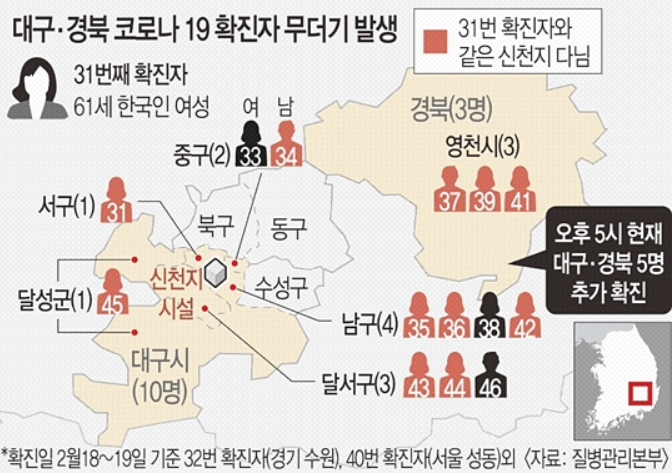 대구·경북 코로나 19 확진자 무더기 발생
31번 확진자와
같은 신천지 다님
31번째 확진자
61세 한국인 여성
여 남
중구(2)
33 34
경북(3명)
영천시(3)
37 39 41
서구(1)
31
북구
동구
오후 5시 현재
대구·경북 5명
추가 확진
달성군(1)
45
신천지
시설
수성구
남구(4)
35 36 38 42
대구시
(10명)
달서구(3)
43 44 46
*확진일 2월18~19일 기준 32번 확진자(경기 수원), 40번 확진자(서울 성동)외 〈자료: 질병관리본부〉